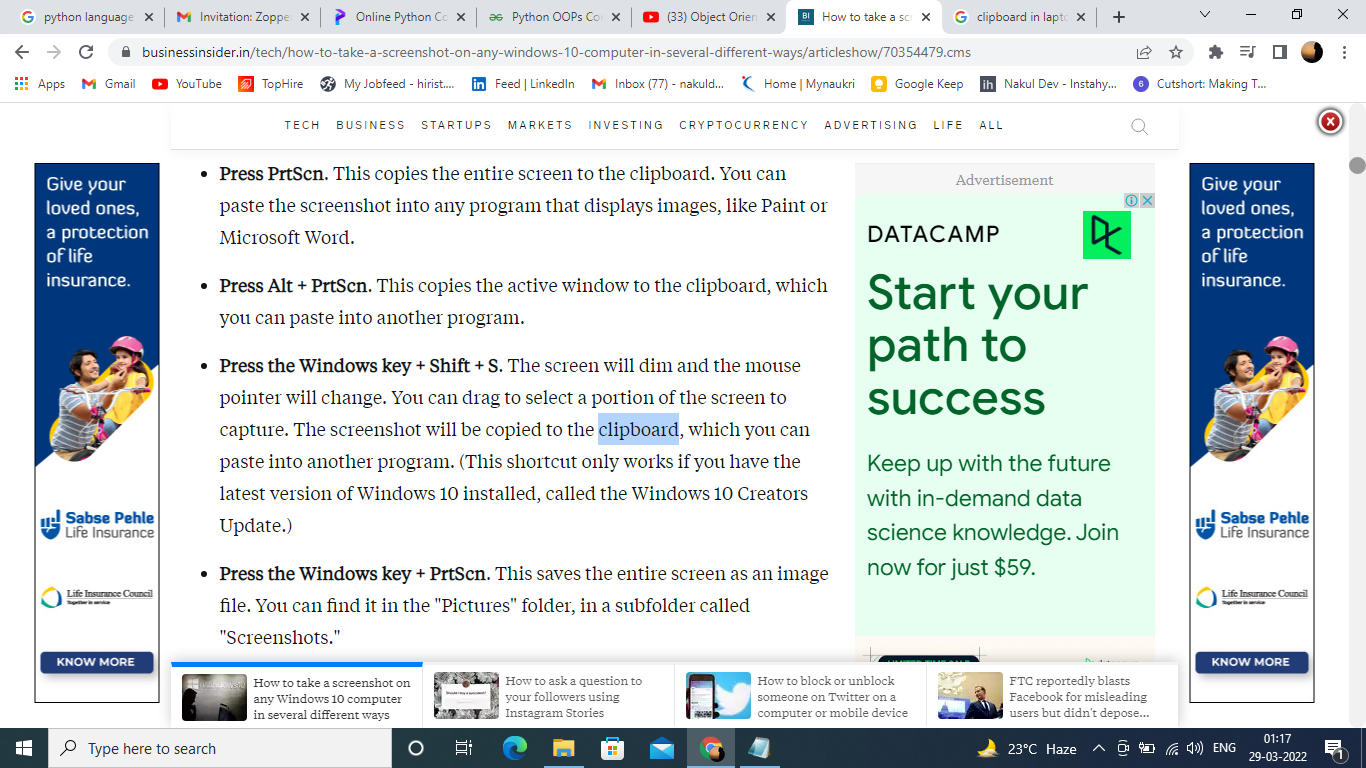 python language
Invitation: Zoppe
Online Python Co
Python OOPs Co
(33) Object Orien
How to take a scr
clipboard in lapto
businessinsider.in/tech/how-to-take-a-screenshot-on-any-windows-10-computer-in-several-different-ways/articleshow/70354479.cms
Apps
Gmail
YouTube
TopHire
My Jobfeed - hirist....
Feed | LinkedIn
Inbox (77) - nakuld...
Home | Mynaukri
Google Keep
Nakul Dev - Instahy...
Cutshort: Making T...
TECH BUSINESS STARTUPS MARKETS INVESTING CRYPTOCURRENCY ADVERTISING LIFE ALL
Give your
loved ones,
a protection
of life
insurance.
Sabse Pehle
Life Insurance
Life Insurance Council
Together in service
KNOW MORE
• Press PrtScn. This copies the entire screen to the clipboard. You can
paste the screenshot into any program that displays images, like Paint or
Microsoft Word.
• Press Alt + PrtScn. This copies the active window to the clipboard, which
you can paste into another program.
• Press the Windows key + Shift + S. The screen will dim and the mouse
pointer will change. You can drag to select a portion of the screen to
capture. The screenshot will be copied to the clipboard, which you can
paste into another program. (This shortcut only works if you have the
latest version of Windows 10 installed, called the Windows 10 Creators
Update.)
• Press the Windows key + PrtScn. This saves the entire screen as an image
file. You can find it in the "Pictures" folder, in a subfolder called
"Screenshots."
Advertisement
DATACAMP
Start your
path to
success
Keep up with the future
with in-demand data
science knowledge. Join
now for just $59.
Give your
loved ones,
a protection
of life
insurance.
Sabse Pehle
Life Insurance
Life Insurance Council
Together in service
KNOW MORE
How to take a screenshot on
any Windows 10 computer
in several different ways
How to ask a question to
your followers using
Instagram Stories
How to block or unblock
someone on Twitter on a
computer or mobile device
FTC reportedly blasts
Facebook for misleading
users but didn't depose...
Type here to search
23°C Haze
ENG
01:17
29-03-2022
1